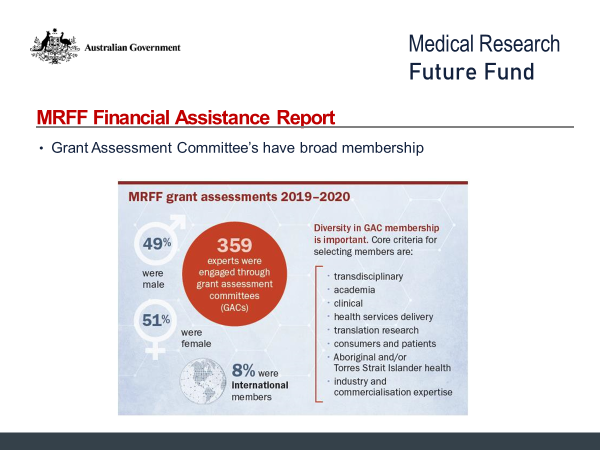 Australian Government
Medical Research
Future Fund
MRFF Financial Assistance Report
• Grant Assessment Committee’s have broad membership
MRFF grant assessments 2019–2020
49%
were
male
51%
were
female
359
experts were
engaged through
grant assessment
committees
(GACs)
8% were
international
members
Diversity in GAC membership
is important. Core criteria for
selecting members are:
• transdisciplinary
• academia
• clinical
• health services delivery
• translation research
• consumers and patients
• Aboriginal and/or
Torres Strait Islander health
• industry and
commercialisation expertise